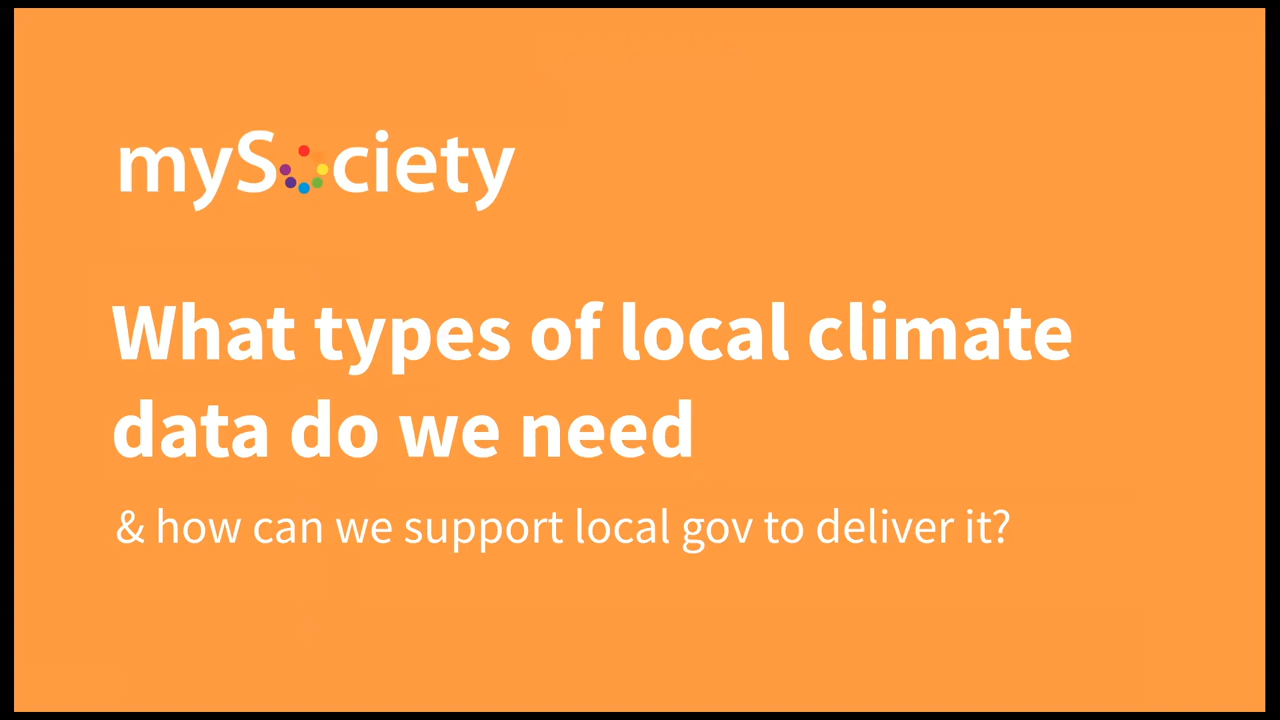 mySociety
What types of local climate
data do we need
& how can we support local gov to deliver it?